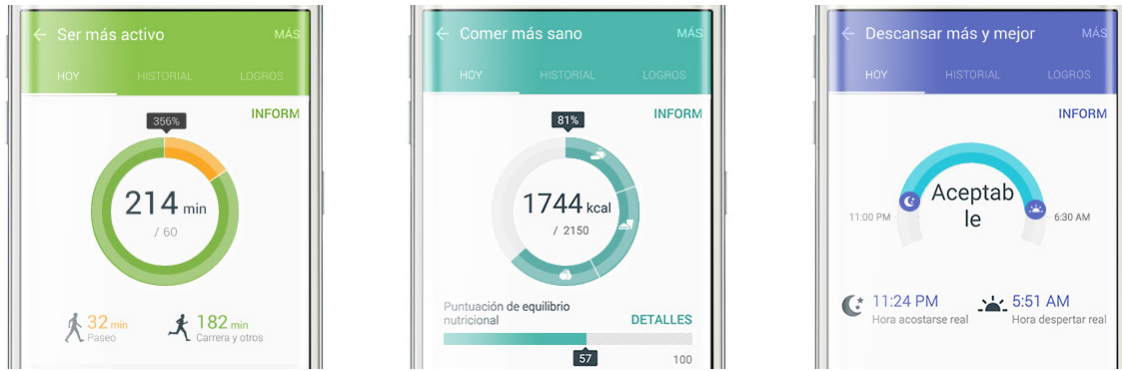 Ser más activo
MÁS
HOY
HISTORIAL
LOGROS
INFORM
356%
214 min
/ 60
32 min
Paseo
182 min
Carrera y otros
Comer más sano
MÁS
HOY
HISTORIAL
LOGROS
INFORM
81%
1744 kcal
/ 2150
Puntuación de equilibrio
nutricional
DETALLES
57
100
Descansar más y mejor
MÁS
HOY
HISTORIAL
LOGROS
INFORM
Aceptab
le
11:00 PM
6:30 AM
11:24 PM
Hora acostarse real
5:51 AM
Hora despertar real